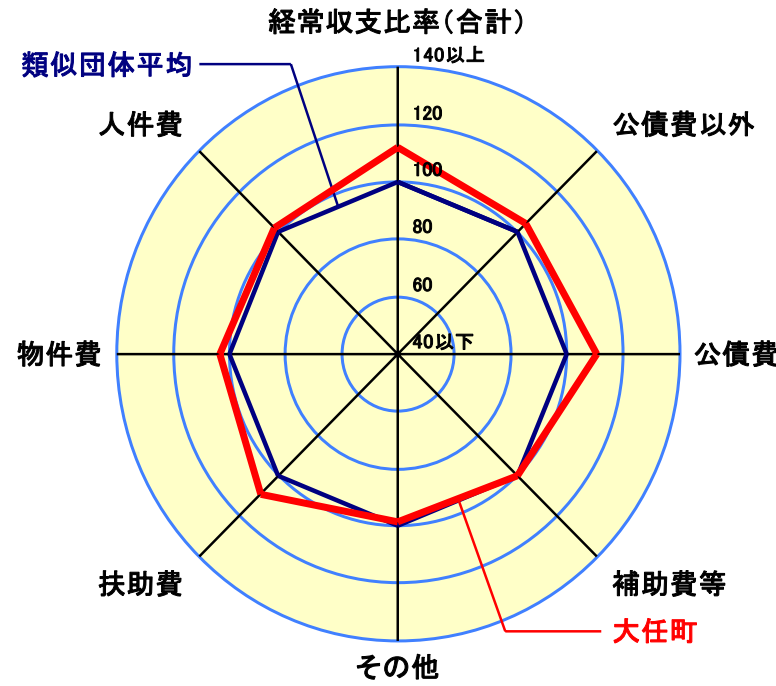 経常収支比率(合計)
類似団体平均
140以上
人件費
120
公債費以外
100
80
60
40以下
物件費
公債費
扶助費
補助費等
大任町
その他